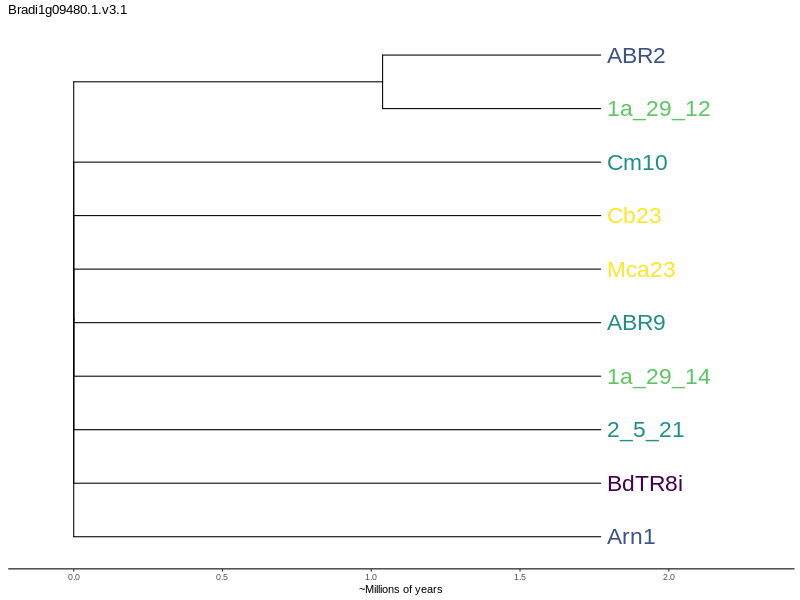 Bradi1g09480.1.v3.1
ABR2
1a_29_12
Cm10
Cb23
Mca23
ABR9
1a_29_14
2_5_21
BdTR8i
Arn1
0.0 0.5 1.0 1.5 2.0
~Millions of years